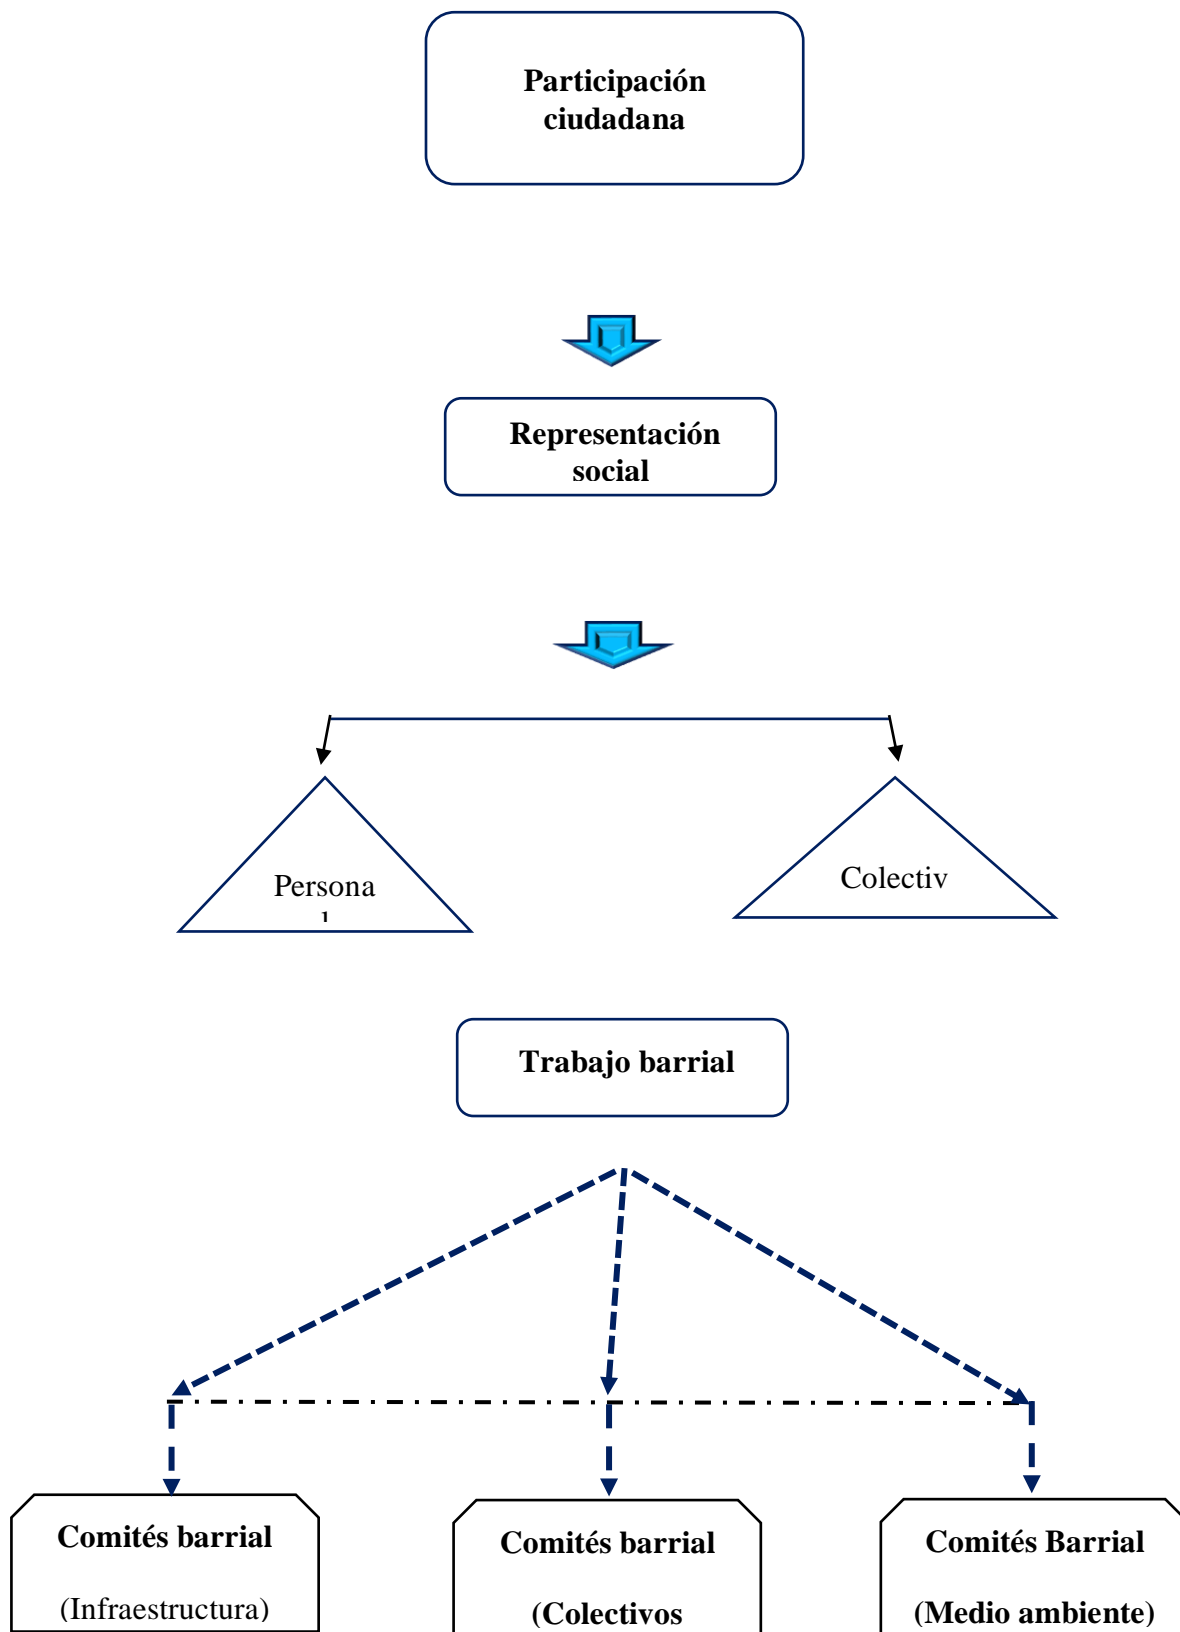 Participación
ciudadana
Representación
social
Persona
l
Colectiv
Trabajo barrial
Comités barrial
(Infraestructura)
Comités barrial
(Colectivos
Comités Barrial
(Medio ambiente)